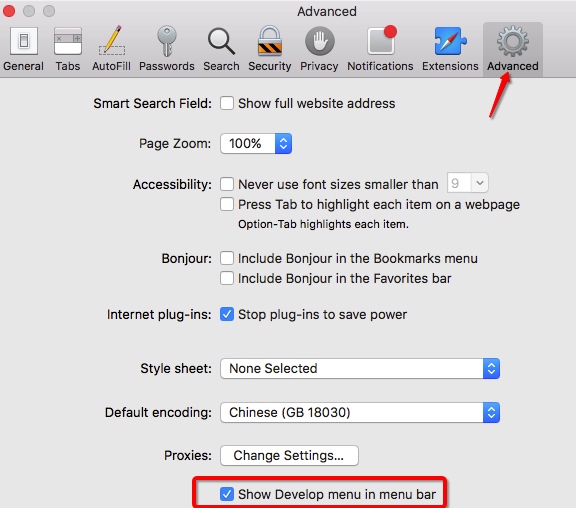 Advanced
General Tabs AutoFill Passwords Search Security Privacy Notifications Extensions Advanced
Smart Search Field: Show full website address
Page Zoom: 100%
Accessibility: Never use font sizes smaller than 9
Press Tab to highlight each item on a webpage
Option-Tab highlights each item.
Bonjour: Include Bonjour in the Bookmarks menu
Include Bonjour in the Favorites bar
Internet plug-ins: Stop plug-ins to save power
Style sheet: None Selected
Default encoding: Chinese (GB 18030)
Proxies: Change Settings...
Show Develop menu in menu bar